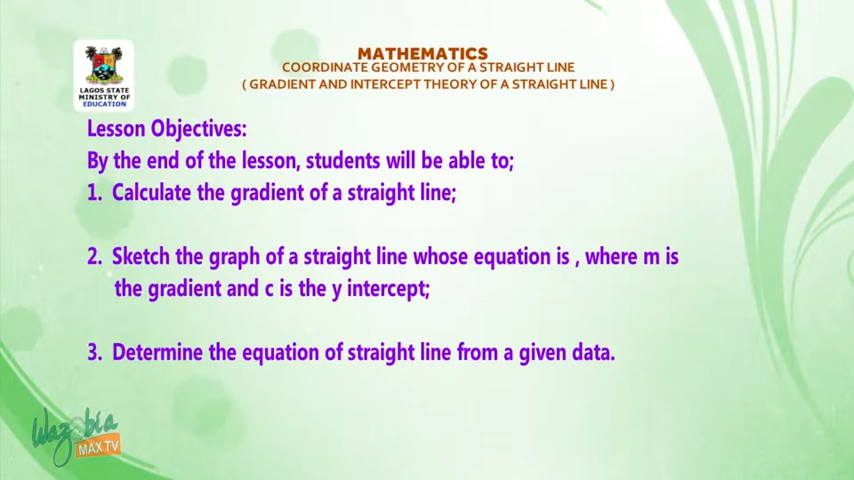 LAGOS STATE
MINISTRY OF
EDUCATION
MATHEMATICS
COORDINATE GEOMETRY OF A STRAIGHT LINE
( GRADIENT AND INTERCEPT THEORY OF A STRAIGHT LINE )
Lesson Objectives:
By the end of the lesson, students will be able to;
1. Calculate the gradient of a straight line;
2. Sketch the graph of a straight line whose equation is , where m is
the gradient and c is the y intercept;
3. Determine the equation of straight line from a given data.
Wazobia
MAX TV